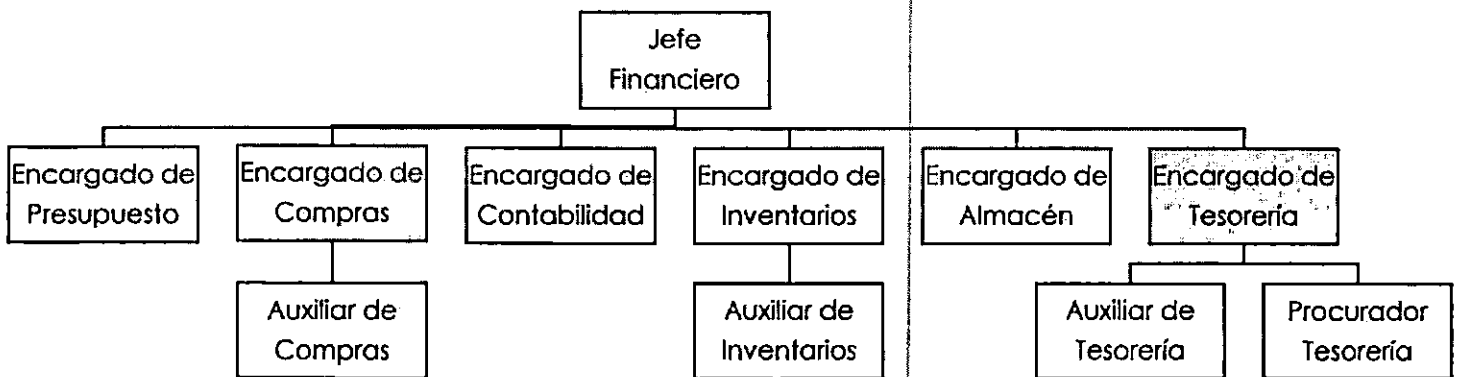 Jefe
Financiero
Encargado de
Presupuesto
Encargado de
Compras
Encargado de
Contabilidad
Encargado de
Inventarios
Encargado de
Almacén
Encargado de
Tesorería
Auxiliar de
Compras
Auxiliar de
Inventarios
Auxiliar de
Tesorería
Procurador
Tesorería